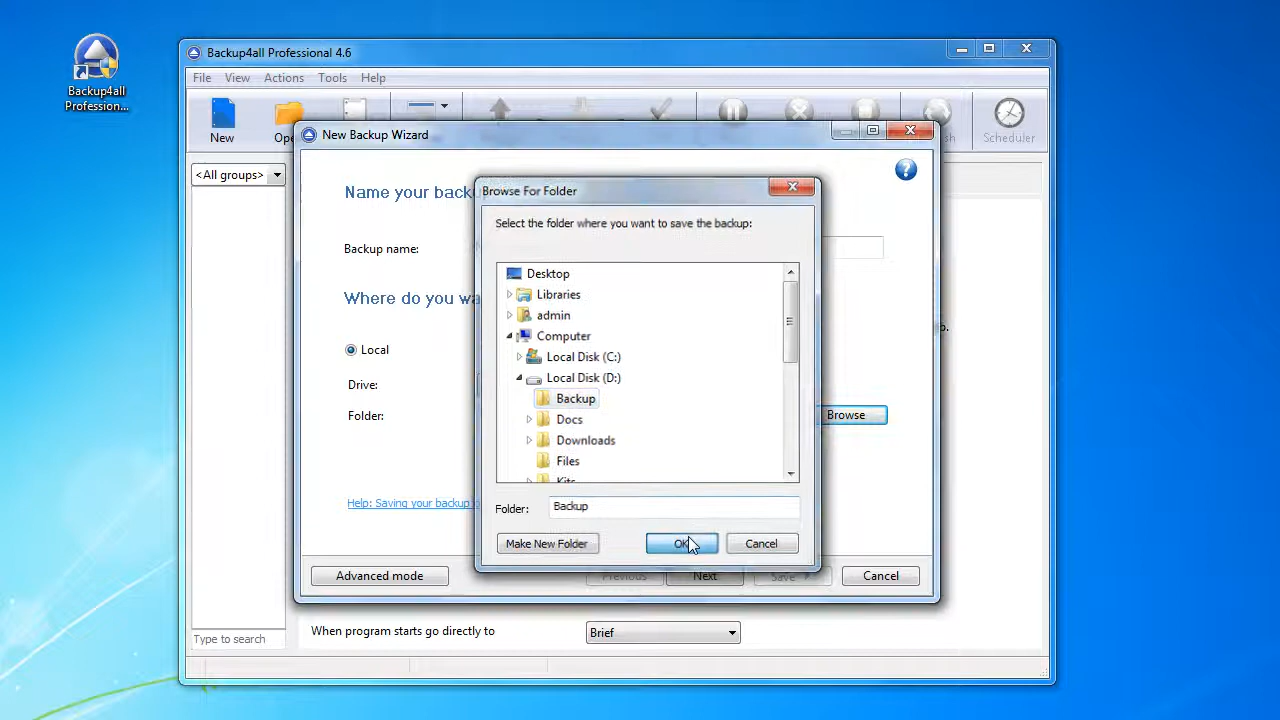 Backup4all
Profession...
Backup4all Professional 4.6
File View Actions Tools Help
New
Scheduler
<All groups>
New Backup Wizard
Name your
Backup name:
Where do you
Local
Drive:
Folder:
Browse
Help: Saving your backup
Advanced mode
Previous
Next
Save
Cancel
Browse For Folder
Select the folder where you want to save the backup:
Desktop
Libraries
admin
Computer
Local Disk (C:)
Local Disk (D:)
Backup
Docs
Downloads
Files
Kits
Folder: Backup
Make New Folder
OK
Cancel
Type to search
When program starts go directly to
Brief